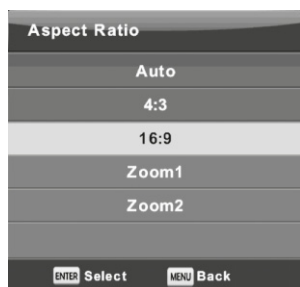 Aspect Ratio
Auto
4:3
16:9
Zoom1
Zoom2
ENTER Select MENU Back